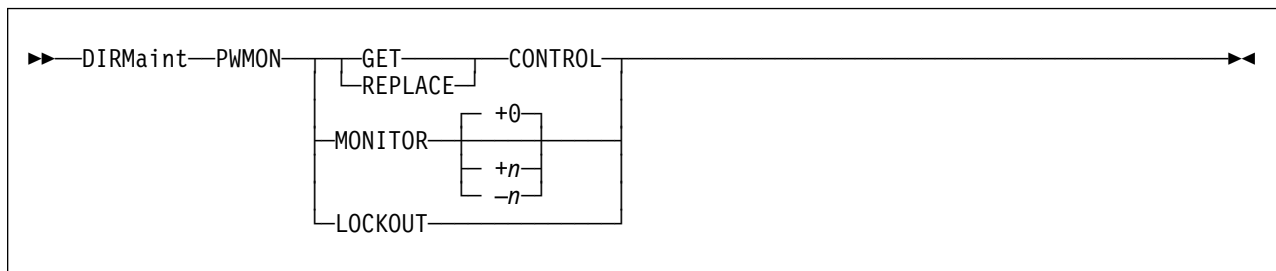 ►►──DIRMaint──PWMON──┬──┬─GET─────┬──CONTROL──┬──►◄
└─REPLACE─┘
┌─ +0─┐
├─MONITOR──┼─────┼──┤
├─ +n─┤
└─ –n─┘
└─LOCKOUT──┘